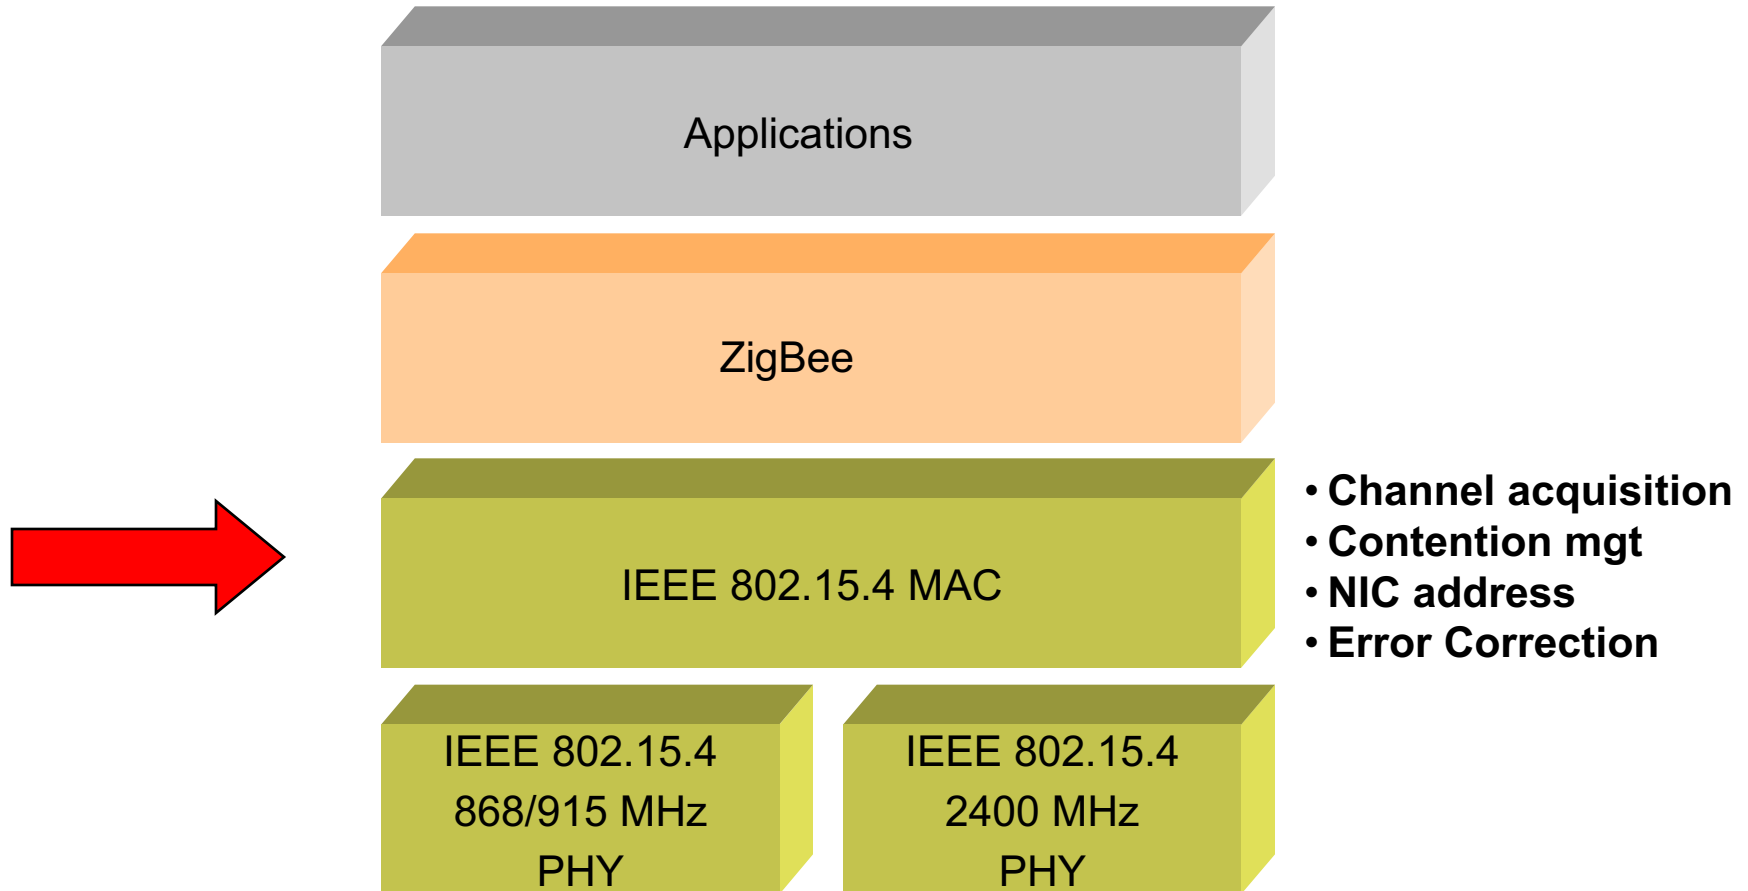 Applications
ZigBee
IEEE 802.15.4 MAC
• Channel acquisition
• Contention mgt
• NIC address
• Error Correction
IEEE 802.15.4
868/915 MHz
PHY
IEEE 802.15.4
2400 MHz
PHY